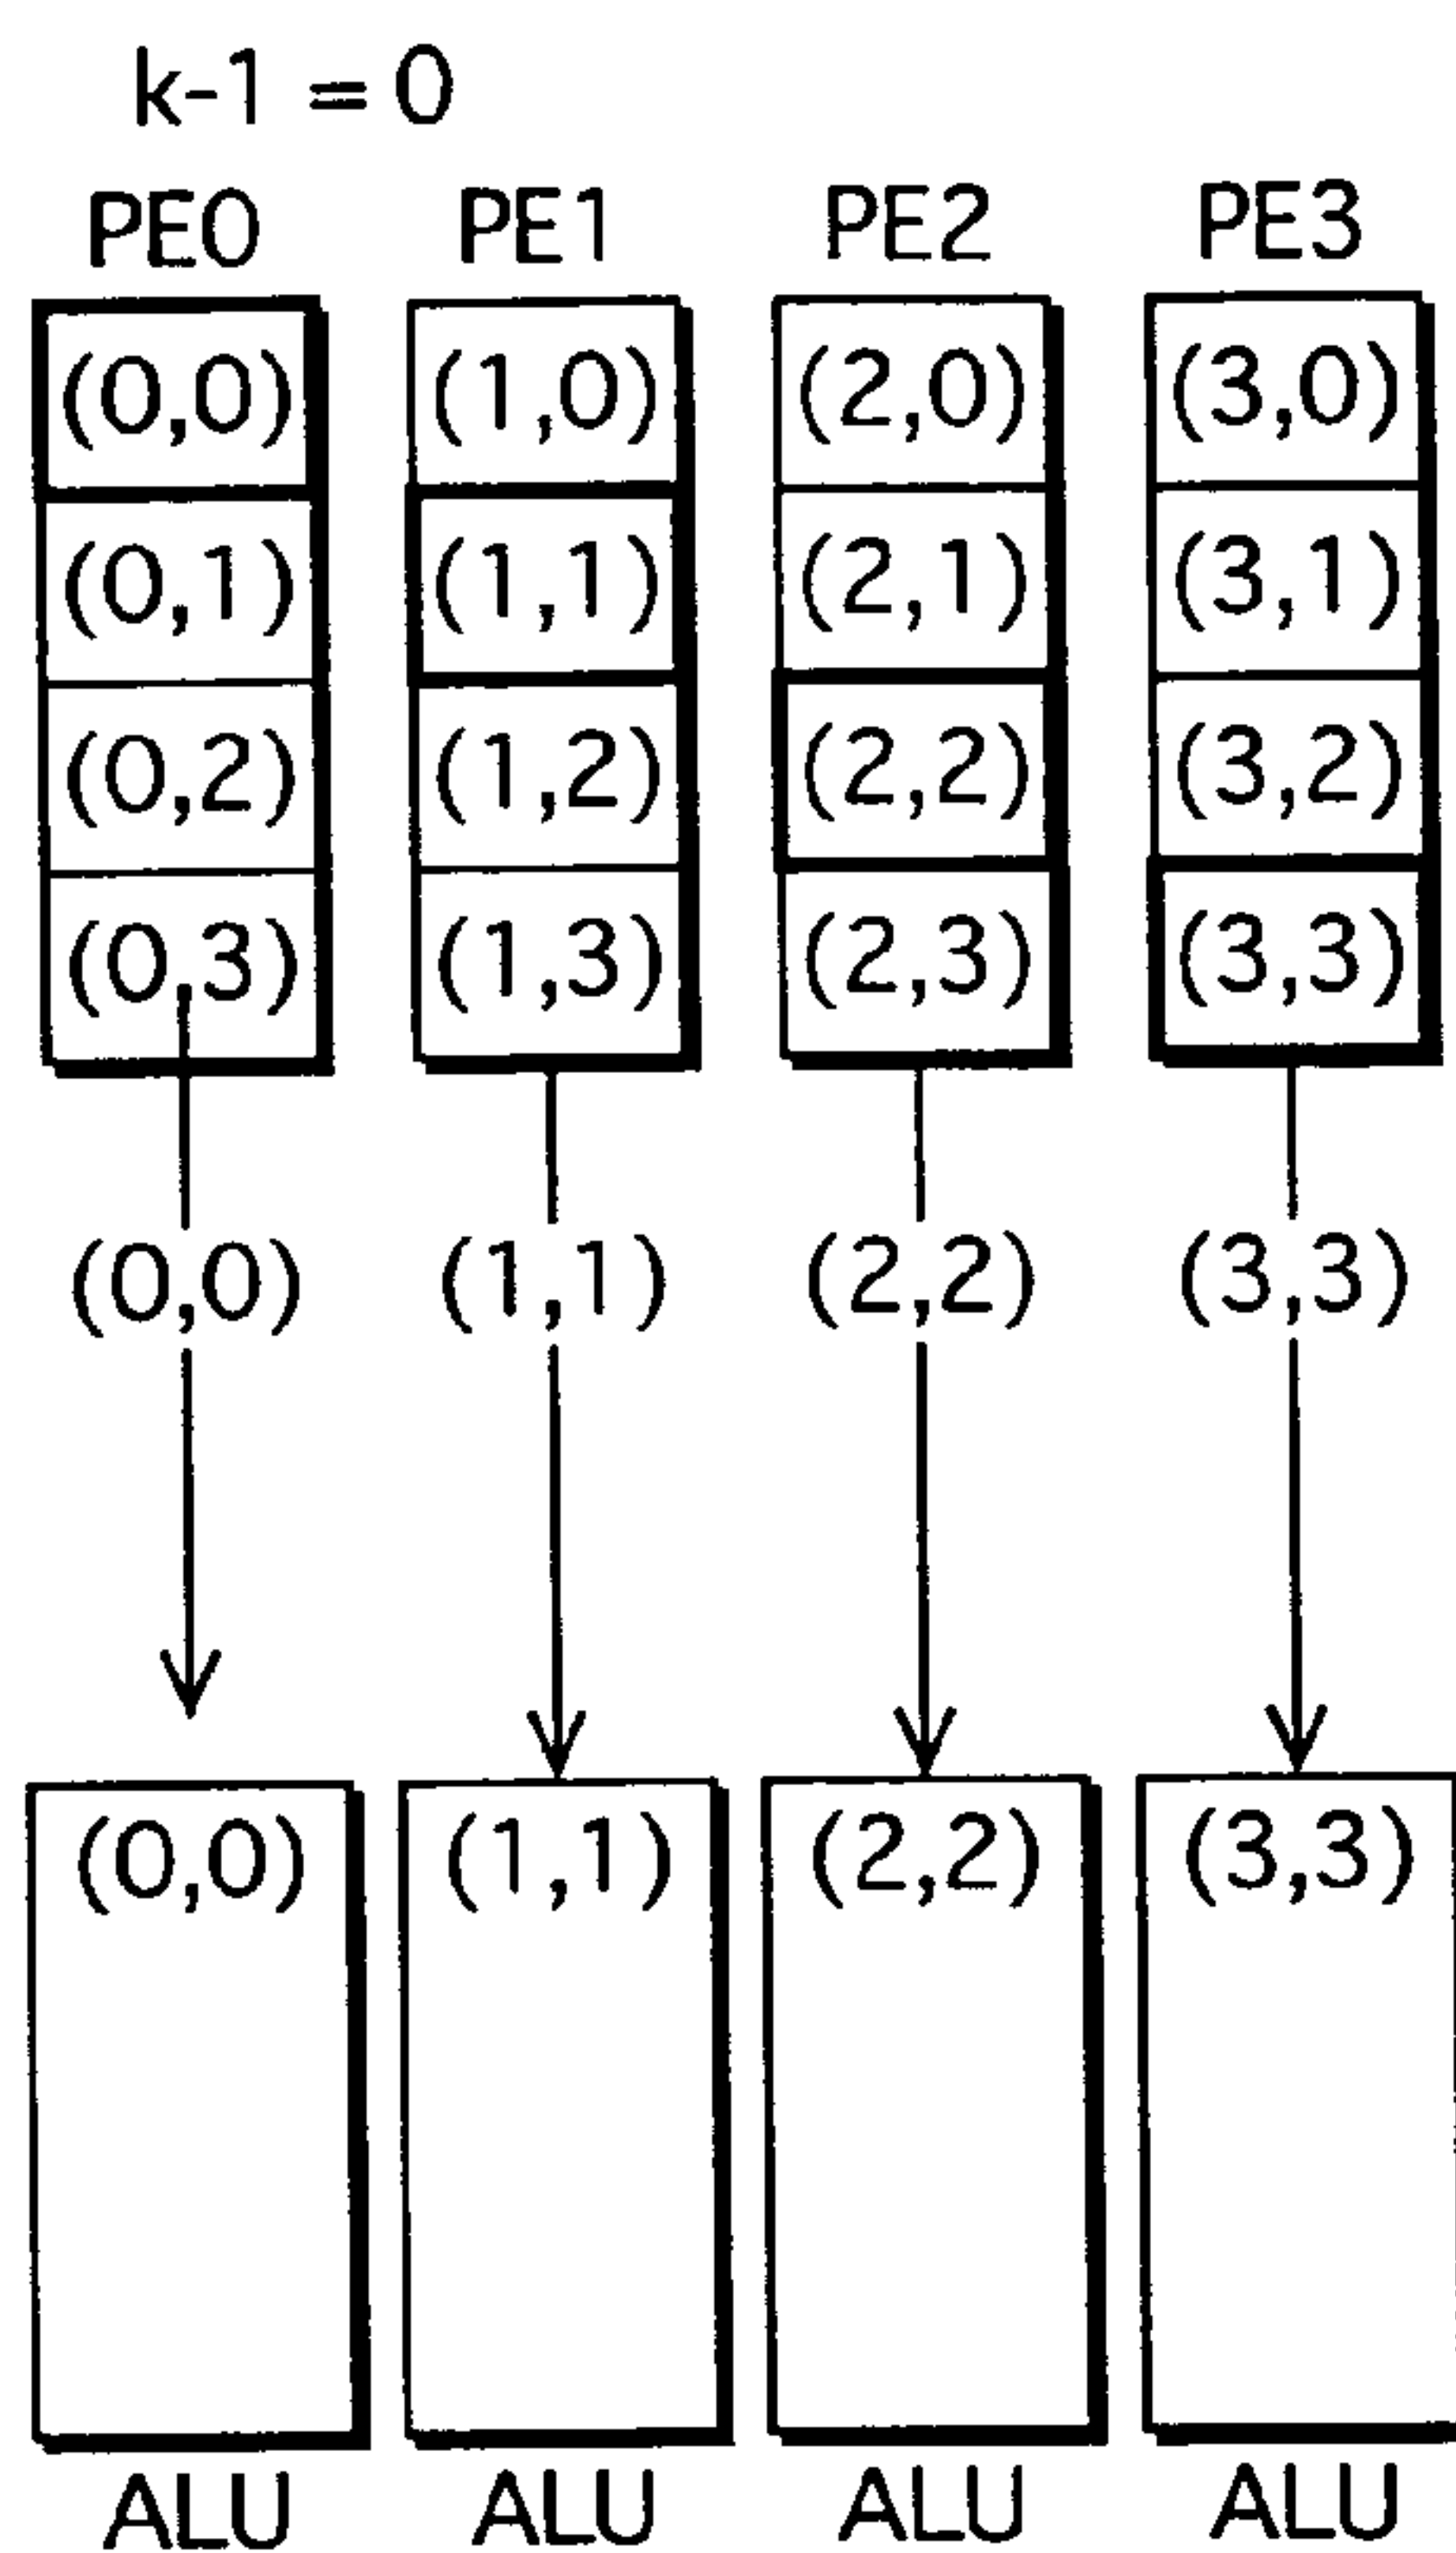 k-1 = 0
PE0 PE1 PE2 PE3
(0,0) (1,0) (2,0) (3,0)
(0,1) (1,1) (2,1) (3,1)
(0,2) (1,2) (2,2) (3,2)
(0,3) (1,3) (2,3) (3,3)
(0,0) (1,1) (2,2) (3,3)
(0,0) (1,1) (2,2) (3,3)
ALU ALU ALU ALU